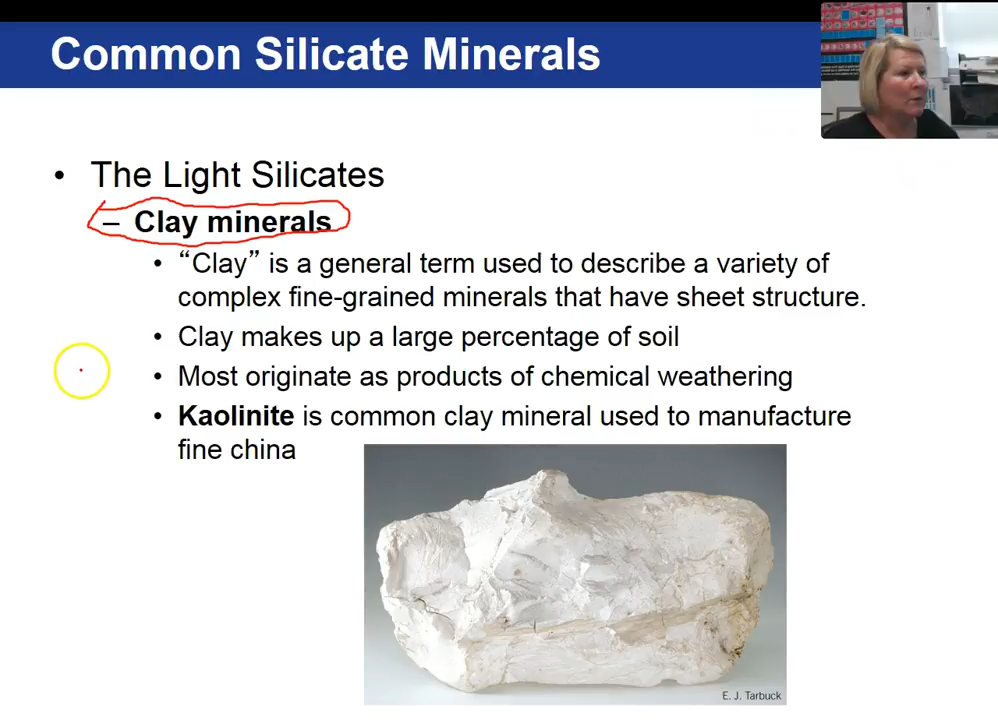 Common Silicate Minerals
• The Light Silicates
– Clay minerals
• “Clay” is a general term used to describe a variety of
complex fine-grained minerals that have sheet structure.
• Clay makes up a large percentage of soil
• Most originate as products of chemical weathering
• Kaolinite is common clay mineral used to manufacture
fine china
E. J. Tarbuck